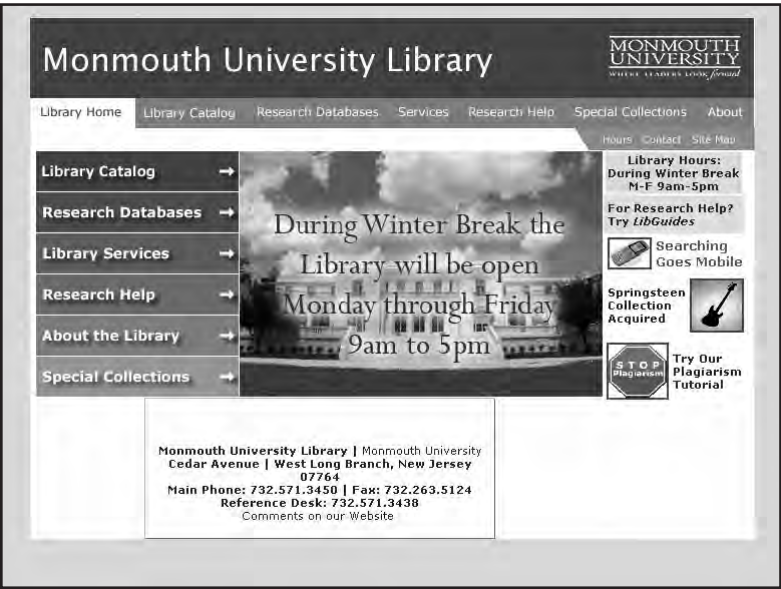 Monmouth University Library
MONMOUTH
UNIVERSITY
WHERE LEADERS LOOK forward
Library Home Library Catalog Research Databases Services Research Help Special Collections About
Hours Contact Site Map
Library Catalog
Research Databases
Library Services
Research Help
About the Library
Special Collections
During Winter Break the
Library will be open
Monday through Friday
9am to 5pm
Library Hours:
During Winter Break
M-F 9am-5pm
For Research Help?
Try LibGuides
Searching
Goes Mobile
Springsteen
Collection
Acquired
STOP
Plagiarism
Try Our
Plagiarism
Tutorial
Monmouth University Library | Monmouth University
Cedar Avenue | West Long Branch, New Jersey
07764
Main Phone: 732.571.3450 | Fax: 732.263.5124
Reference Desk: 732.571.3438
Comments on our Website